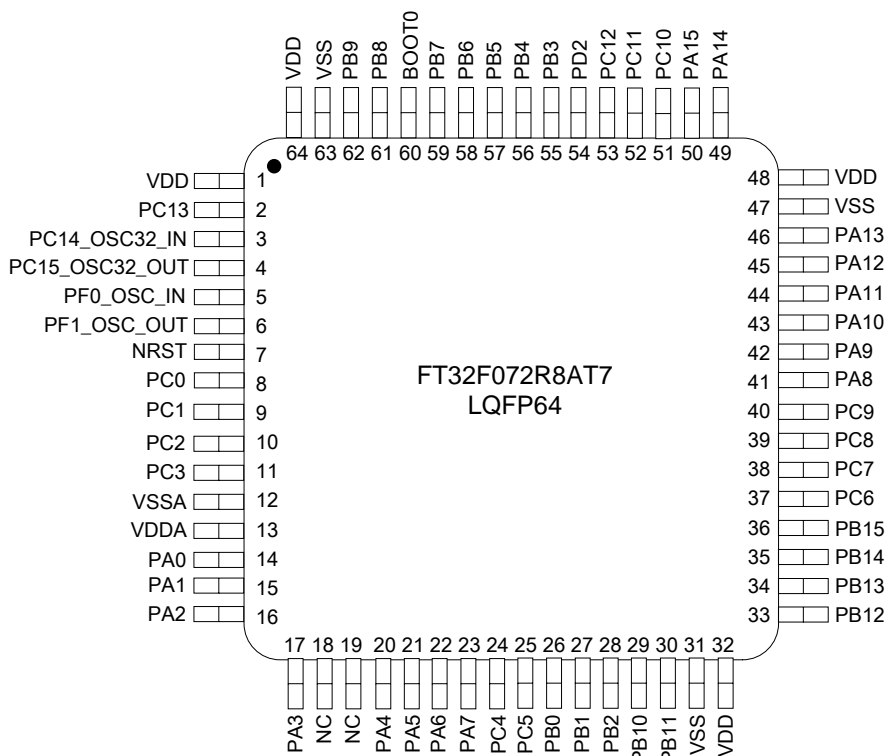 VDD
VSS
PB9
PB8
BOOT0
PB7
PB6
PB5
PB4
PB3
PD2
PC12
PC11
PC10
PA15
PA14
64 63 62 61 60 59 58 57 56 55 54 53 52 51 50 49
VDD 1
PC13 2
PC14_OSC32_IN 3
PC15_OSC32_OUT 4
PF0_OSC_IN 5
PF1_OSC_OUT 6
NRST 7
PC0 8
PC1 9
PC2 10
PC3 11
VSSA 12
VDDA 13
PA0 14
PA1 15
PA2 16
FT32F072R8AT7
LQFP64
48 VDD
47 VSS
46 PA13
45 PA12
44 PA11
43 PA10
42 PA9
41 PA8
40 PC9
39 PC8
38 PC7
37 PC6
36 PB15
35 PB14
34 PB13
33 PB12
17 18 19 20 21 22 23 24 25 26 27 28 29 30 31 32
PA3
NC
NC
PA4
PA5
PA6
PA7
PC4
PC5
PB0
PB1
PB2
PB10
PB11
VSS
VDD